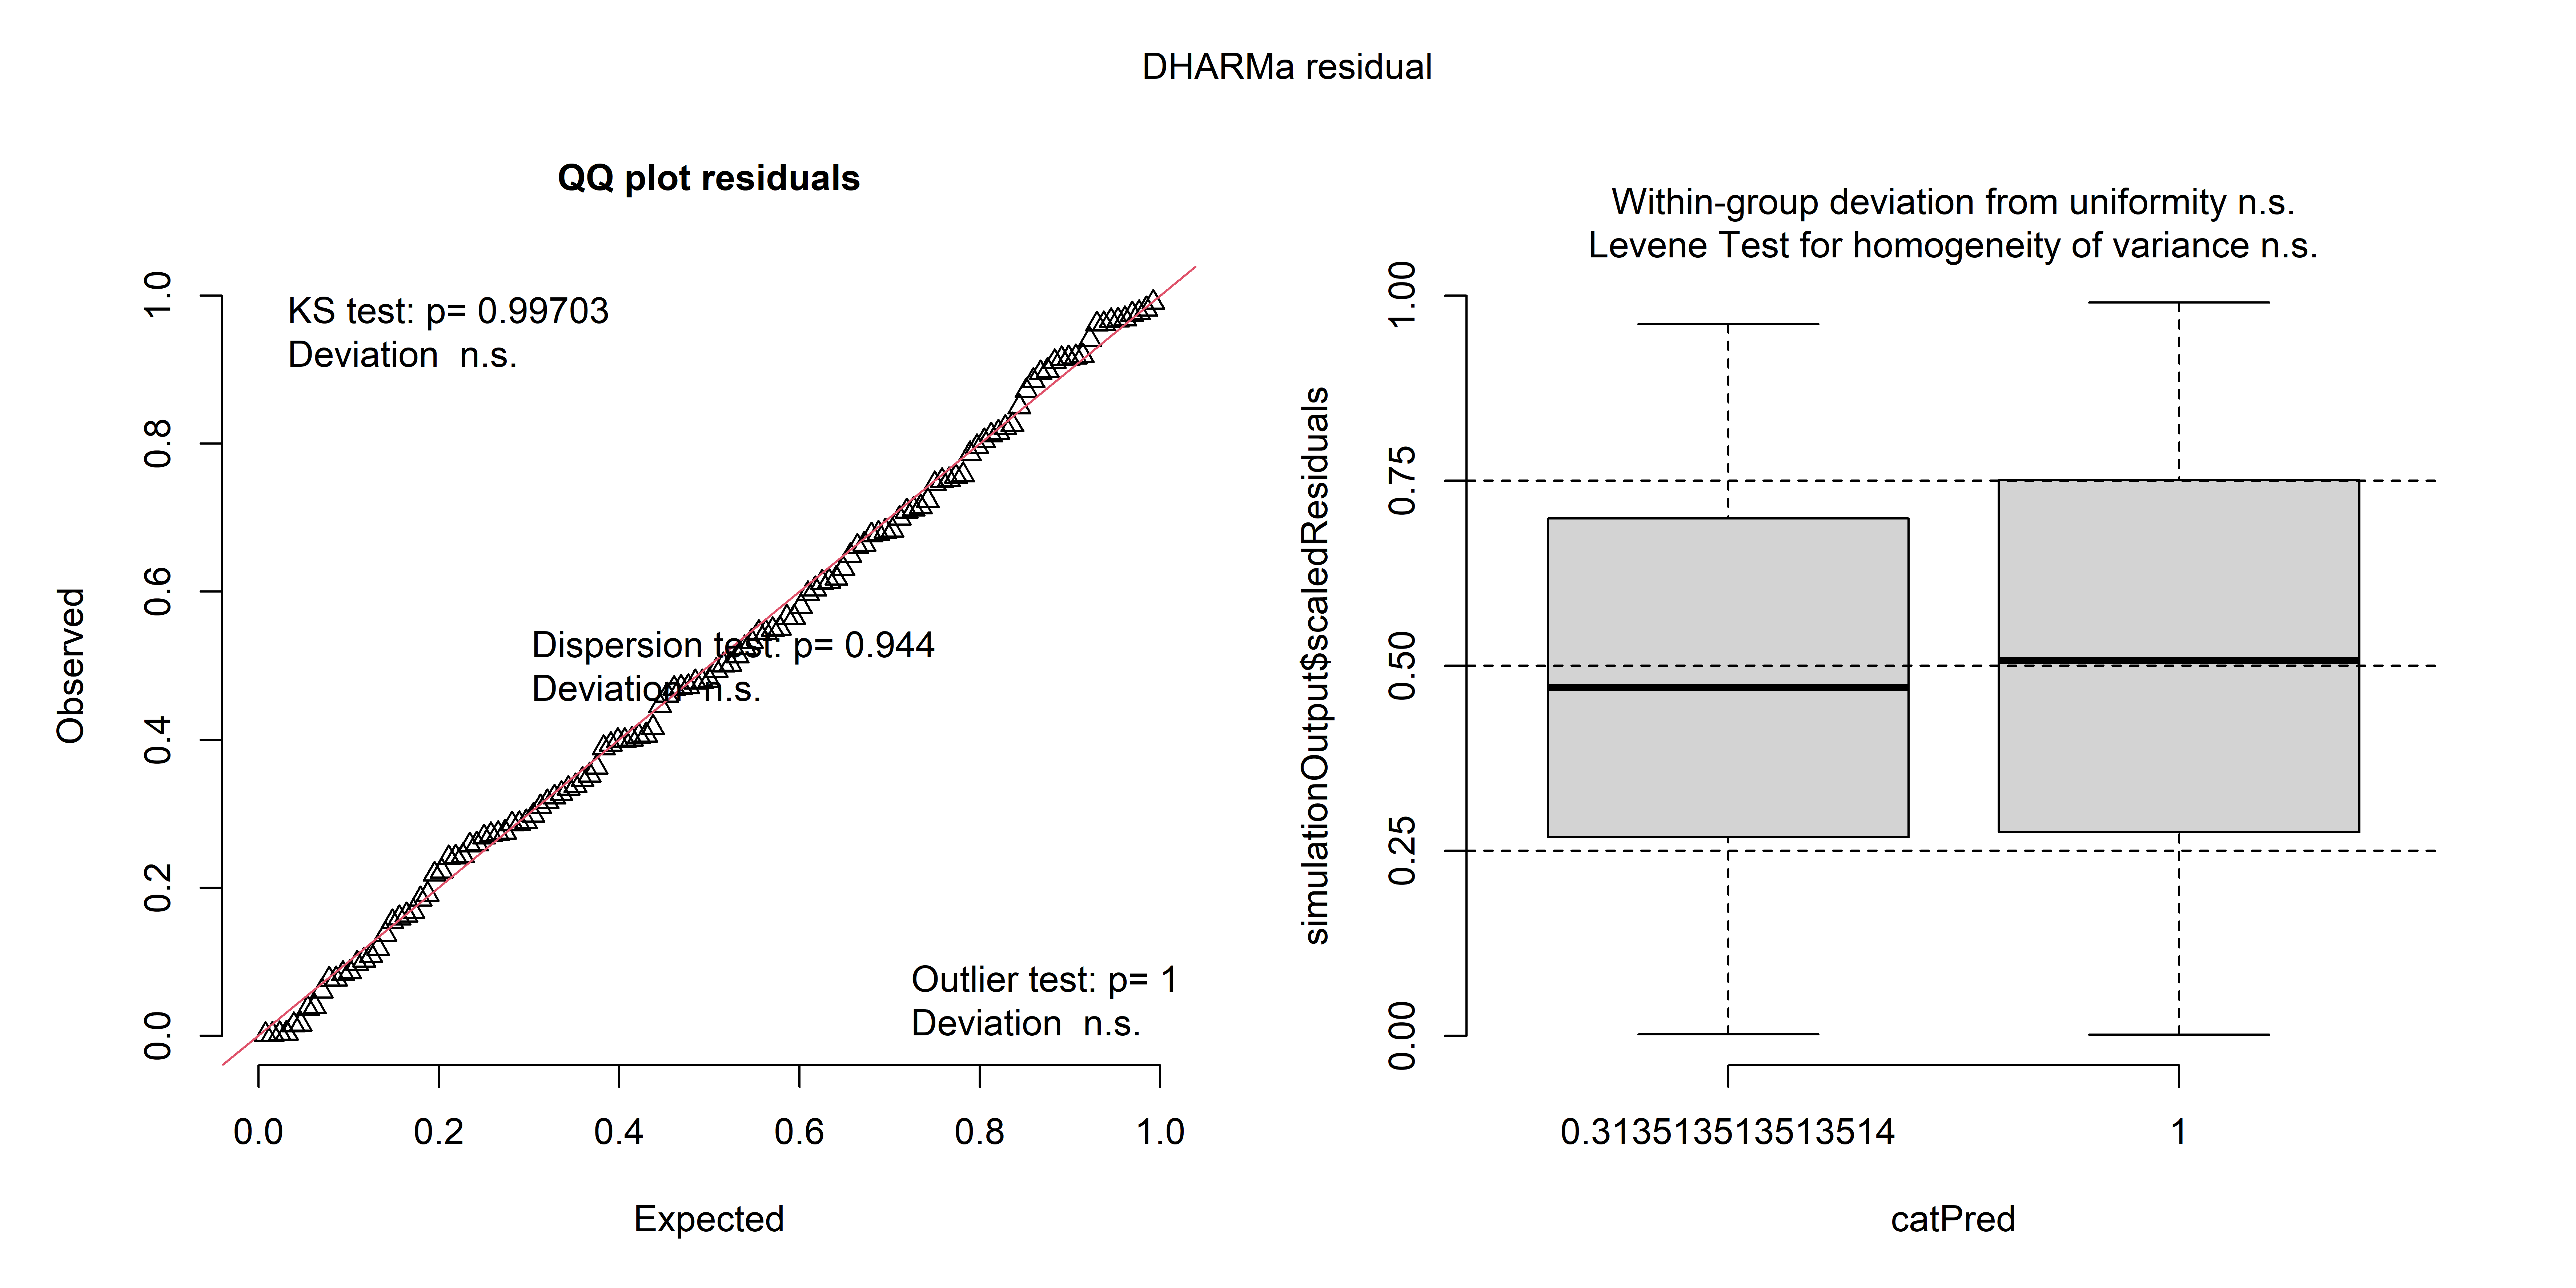 DHARMa residual
QQ plot residuals
KS test: p= 0.99703
Deviation  n.s.
Dispersion test: p= 0.944
Deviation  n.s.
Outlier test: p= 1
Deviation  n.s.
Observed
0.0
0.2
0.4
0.6
0.8
1.0
0.0
0.2
0.4
0.6
0.8
1.0
Expected
Within-group deviation from uniformity n.s.
Levene Test for homogeneity of variance n.s.
simulationOutput$scaledResiduals
0.00
0.25
0.50
0.75
1.00
0.313513513513514
1
catPred